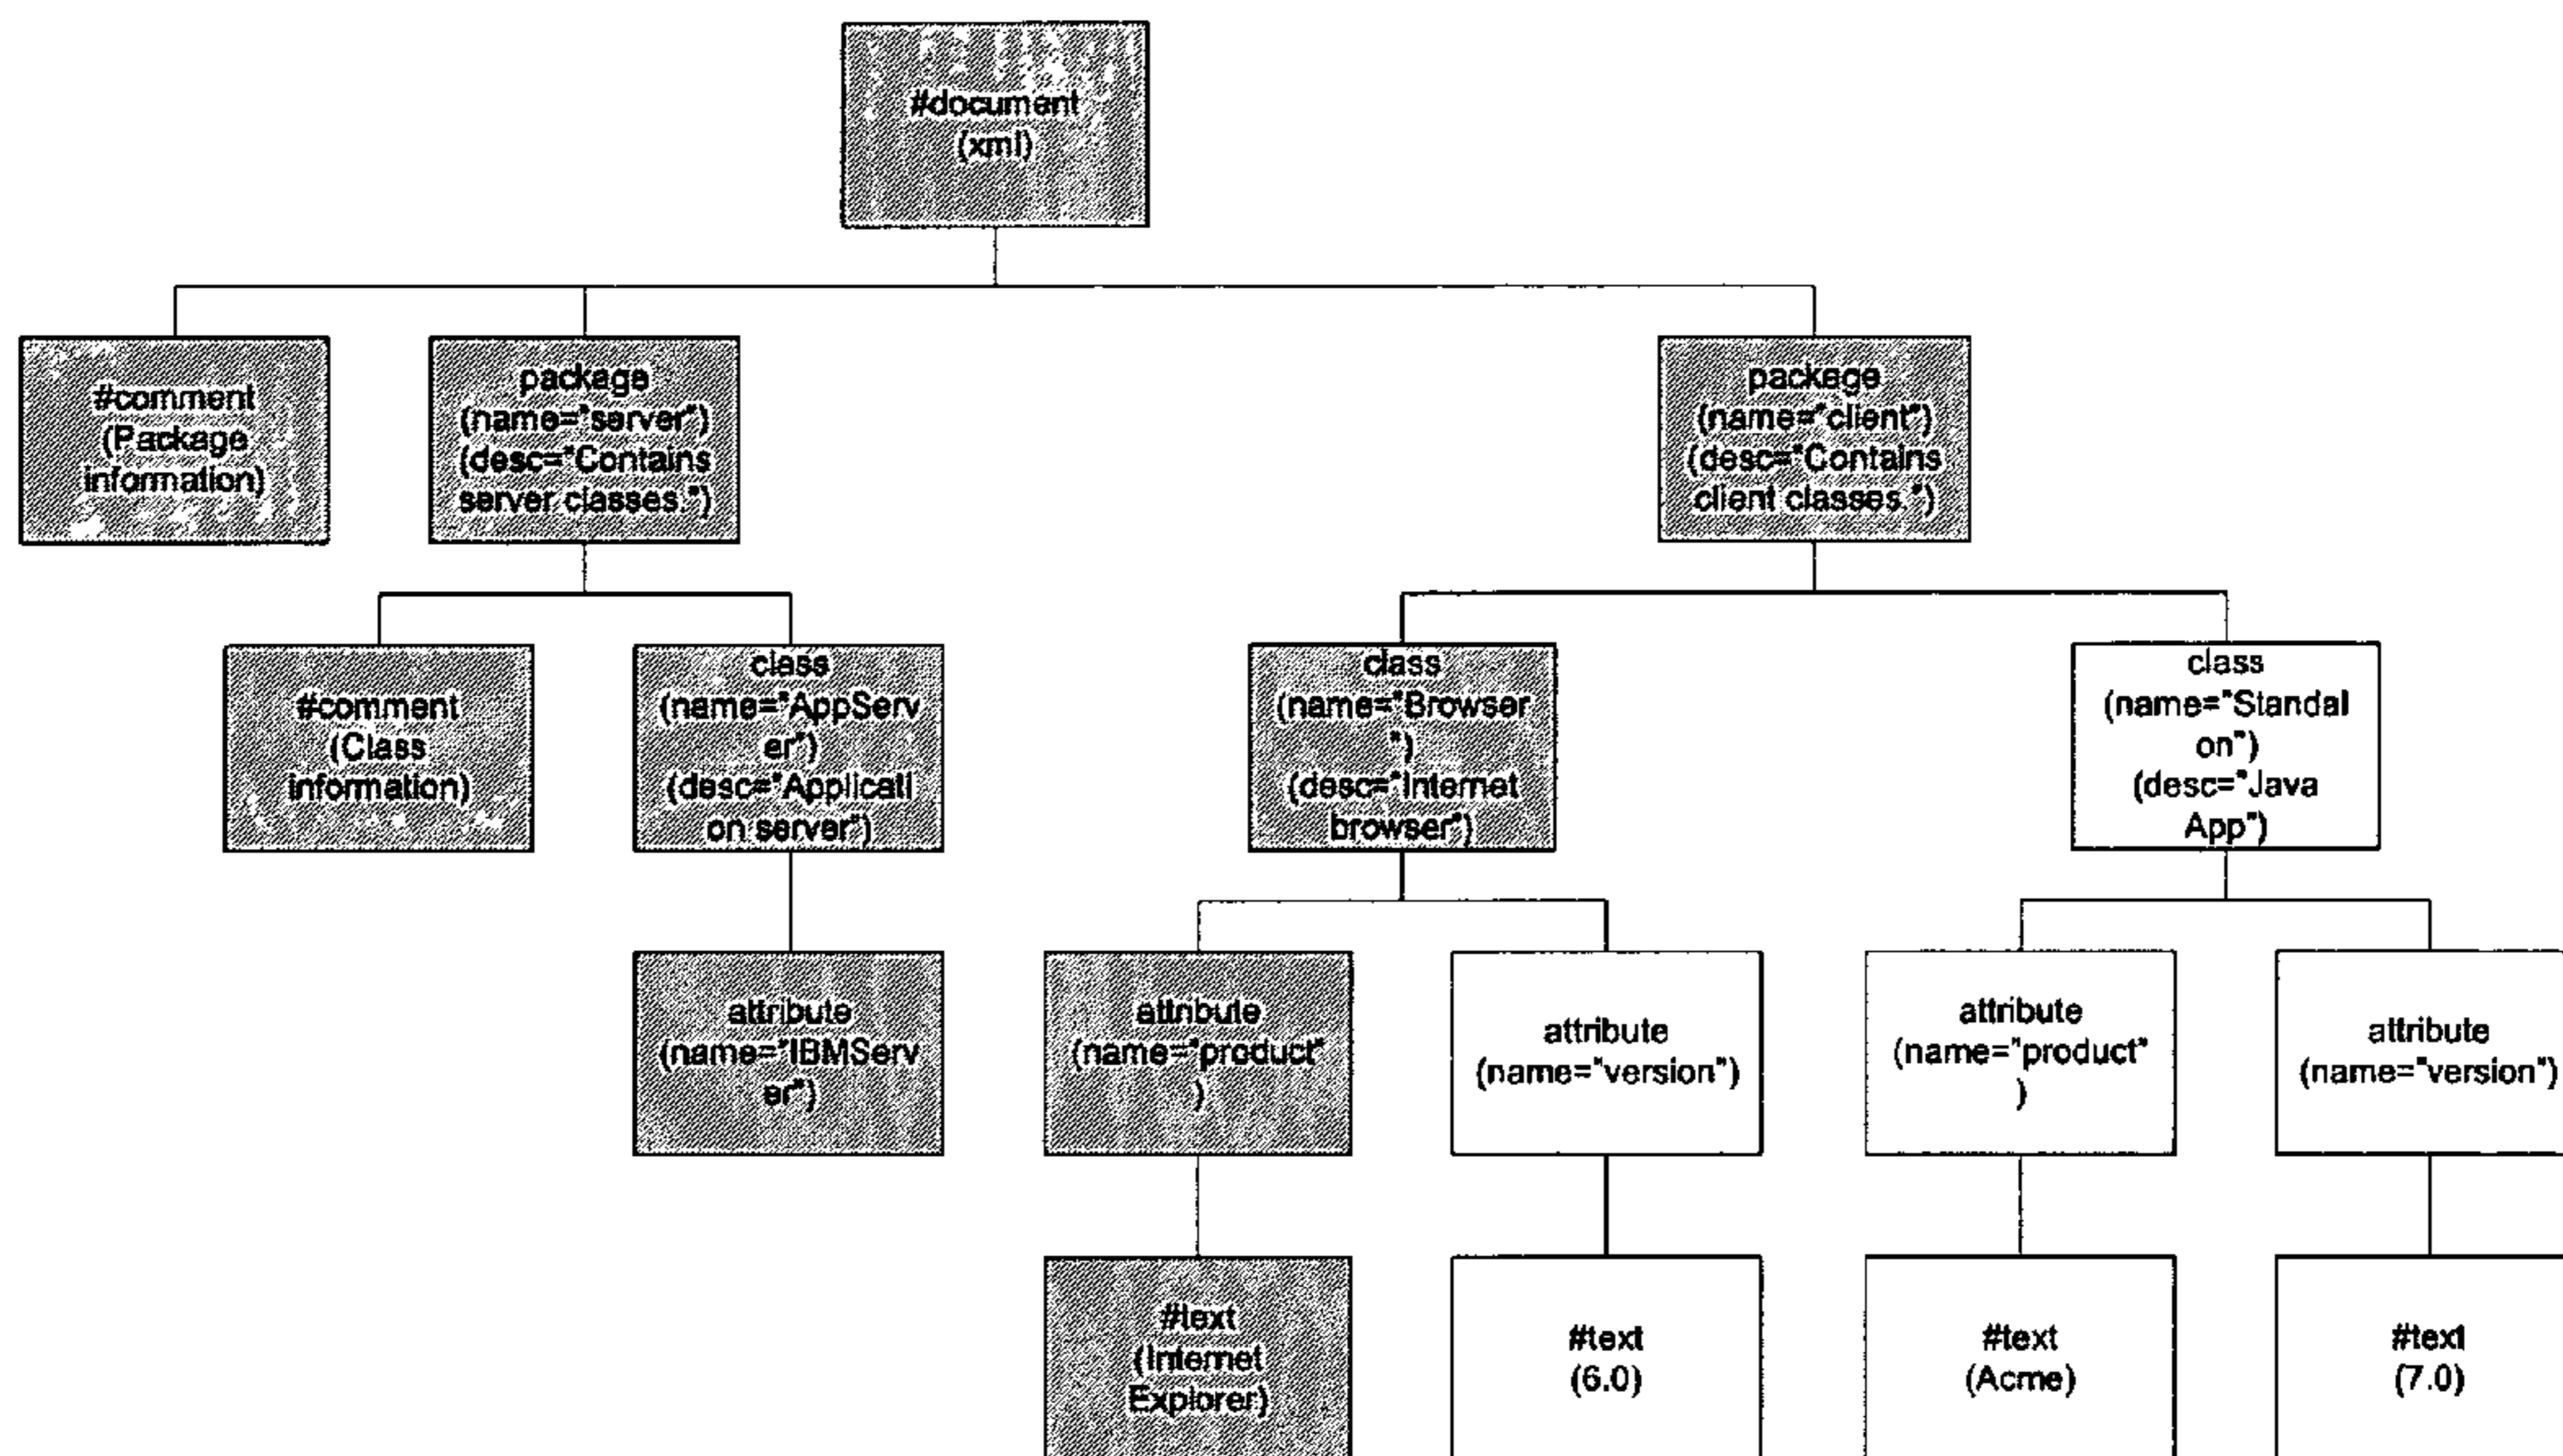 #document
(xml)
#comment
(Package
information)
package
(name="server")
(desc="Contains
server classes.")
package
(name="client")
(desc="Contains
client classes.")
#comment
(Class
information)
class
(name="AppServ
er")
(desc="Applicati
on server")
class
(name="Browser
")
(desc="Internet
browser")
class
(name="Standal
on")
(desc="Java
App")
attribute
(name="IBMServ
er")
attribute
(name="product"
)
attribute
(name="version")
attribute
(name="product"
)
attribute
(name="version")
#text
(Internet
Explorer)
#text
(6.0)
#text
(Acme)
#text
(7.0)